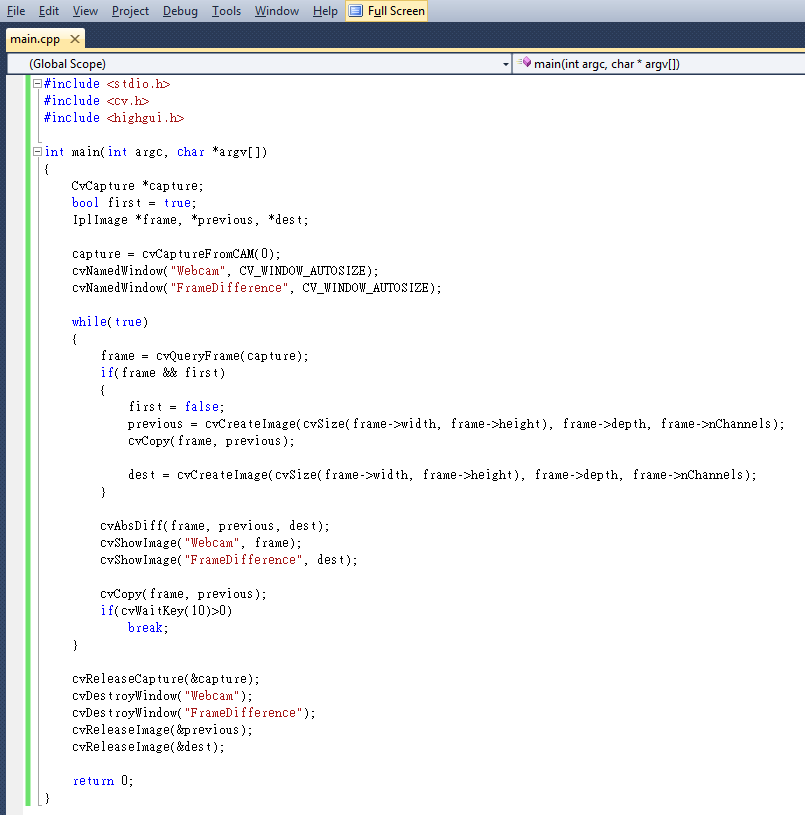 File Edit View Project Debug Tools Window Help Full Screen
main.cpp X
(Global Scope) main(int argc, char * argv[])
#include <stdio.h>
#include <cv.h>
#include <highgui.h>
int main(int argc, char *argv[])
{
CvCapture *capture;
bool first = true;
IplImage *frame, *previous, *dest;
capture = cvCaptureFromCAM(0);
cvNamedWindow("Webcam", CV_WINDOW_AUTOSIZE);
cvNamedWindow("FrameDifference", CV_WINDOW_AUTOSIZE);
while(true)
{
frame = cvQueryFrame(capture);
if(frame && first)
{
first = false;
previous = cvCreateImage(cvSize(frame->width, frame->height), frame->depth, frame->nChannels);
cvCopy(frame, previous);
dest = cvCreateImage(cvSize(frame->width, frame->height), frame->depth, frame->nChannels);
}
cvAbsDiff(frame, previous, dest);
cvShowImage("Webcam", frame);
cvShowImage("FrameDifference", dest);
cvCopy(frame, previous);
if(cvWaitKey(10)>0)
break;
}
cvReleaseCapture(&capture);
cvDestroyWindow("Webcam");
cvDestroyWindow("FrameDifference");
cvReleaseImage(&previous);
cvReleaseImage(&dest);
return 0;
}